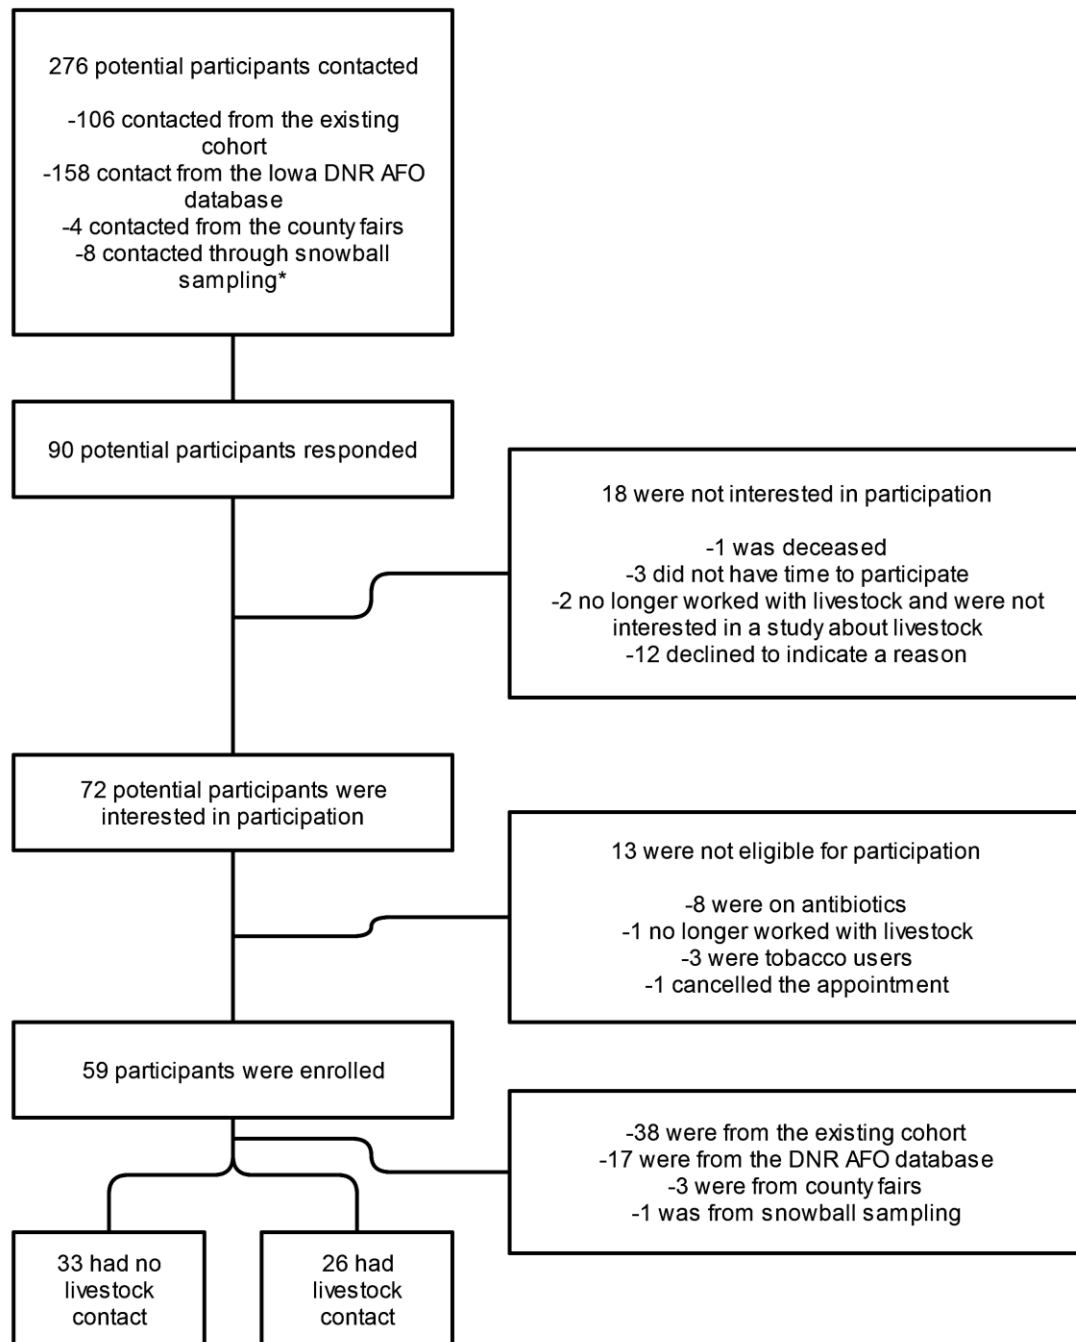 276 potential participants contacted
-106 contacted from the existing
cohort
-158 contact from the Iowa DNR AFO
database
-4 contacted from the county fairs
-8 contacted through snowball
sampling*
90 potential participants responded
18 were not interested in participation
-1 was deceased
-3 did not have time to participate
-2 no longer worked with livestock and were not
interested in a study about livestock
-12 declined to indicate a reason
72 potential participants were
interested in participation
13 were not eligible for participation
-8 were on antibiotics
-1 no longer worked with livestock
-3 were tobacco users
-1 cancelled the appointment
59 participants were enrolled
-38 were from the existing cohort
-17 were from the DNR AFO database
-3 were from county fairs
-1 was from snowball sampling
33 had no
livestock
contact
26 had
livestock
contact